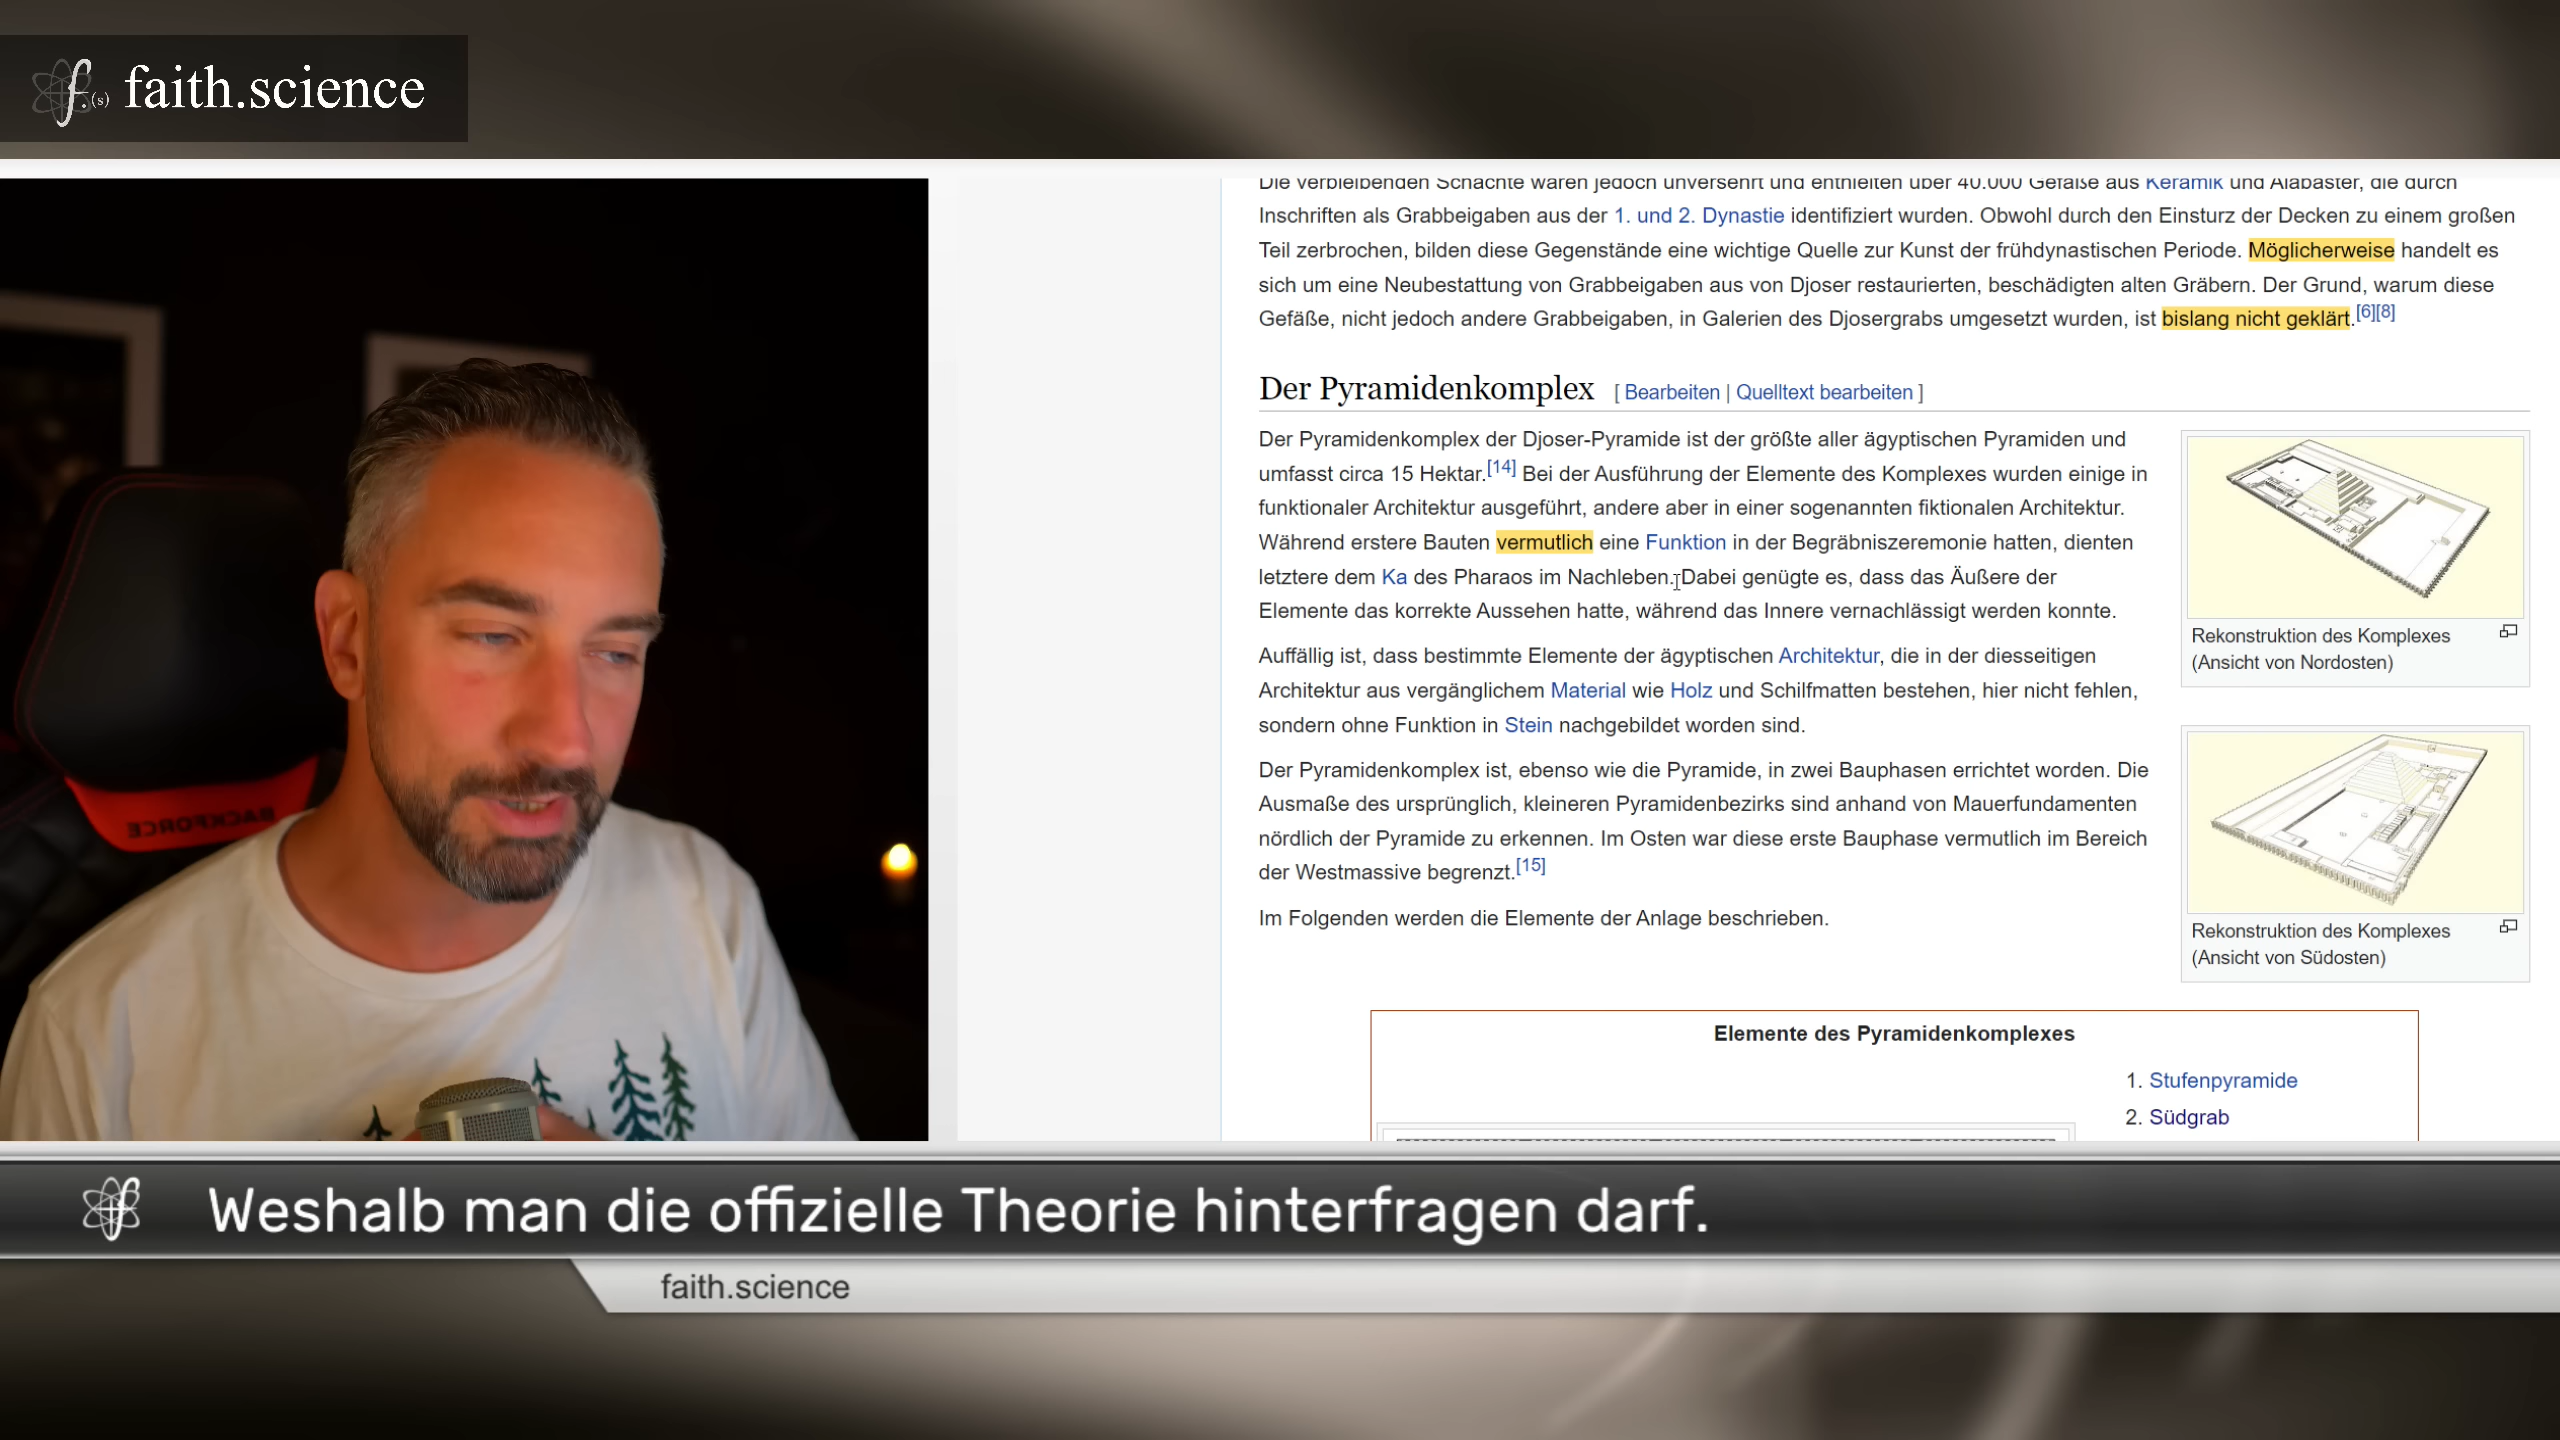 faith.science
Die verbleibenden Schächte waren jedoch unversehrt und enthielten über 40.000 Gefäße aus Keramik und Alabaster, die durch
Inschriften als Grabbeigaben aus der 1. und 2. Dynastie identifiziert wurden. Obwohl durch den Einsturz der Decken zu einem großen
Teil zerbrochen, bilden diese Gegenstände eine wichtige Quelle zur Kunst der frühdynastischen Periode. Möglicherweise handelt es
sich um eine Neubestattung von Grabbeigaben aus von Djoser restaurierten, beschädigten alten Gräbern. Der Grund, warum diese
Gefäße, nicht jedoch andere Grabbeigaben, in Galerien des Djosergrabs umgesetzt wurden, ist bislang nicht geklärt.[6][8]
Der Pyramidenkomplex [ Bearbeiten | Quelltext bearbeiten ]
Der Pyramidenkomplex der Djoser-Pyramide ist der größte aller ägyptischen Pyramiden und
umfasst circa 15 Hektar.[14] Bei der Ausführung der Elemente des Komplexes wurden einige in
funktionaler Architektur ausgeführt, andere aber in einer sogenannten fiktionalen Architektur.
Während erstere Bauten vermutlich eine Funktion in der Begräbniszeremonie hatten, dienten
letztere dem Ka des Pharaos im Nachleben. Dabei genügte es, dass das Äußere der
Elemente das korrekte Aussehen hatte, während das Innere vernachlässigt werden konnte.
Auffällig ist, dass bestimmte Elemente der ägyptischen Architektur, die in der diesseitigen
Architektur aus vergänglichem Material wie Holz und Schilfmatten bestehen, hier nicht fehlen,
sondern ohne Funktion in Stein nachgebildet worden sind.
Der Pyramidenkomplex ist, ebenso wie die Pyramide, in zwei Bauphasen errichtet worden. Die
Ausmaße des ursprünglich, kleineren Pyramidenbezirks sind anhand von Mauerfundamenten
nördlich der Pyramide zu erkennen. Im Osten war diese erste Bauphase vermutlich im Bereich
der Westmassive begrenzt.[15]
Im Folgenden werden die Elemente der Anlage beschrieben.
Rekonstruktion des Komplexes
(Ansicht von Nordosten)
Rekonstruktion des Komplexes
(Ansicht von Südosten)
Elemente des Pyramidenkomplexes
1. Stufenpyramide
2. Südgrab
BACKFORCE
Weshalb man die offizielle Theorie hinterfragen darf.
faith.science